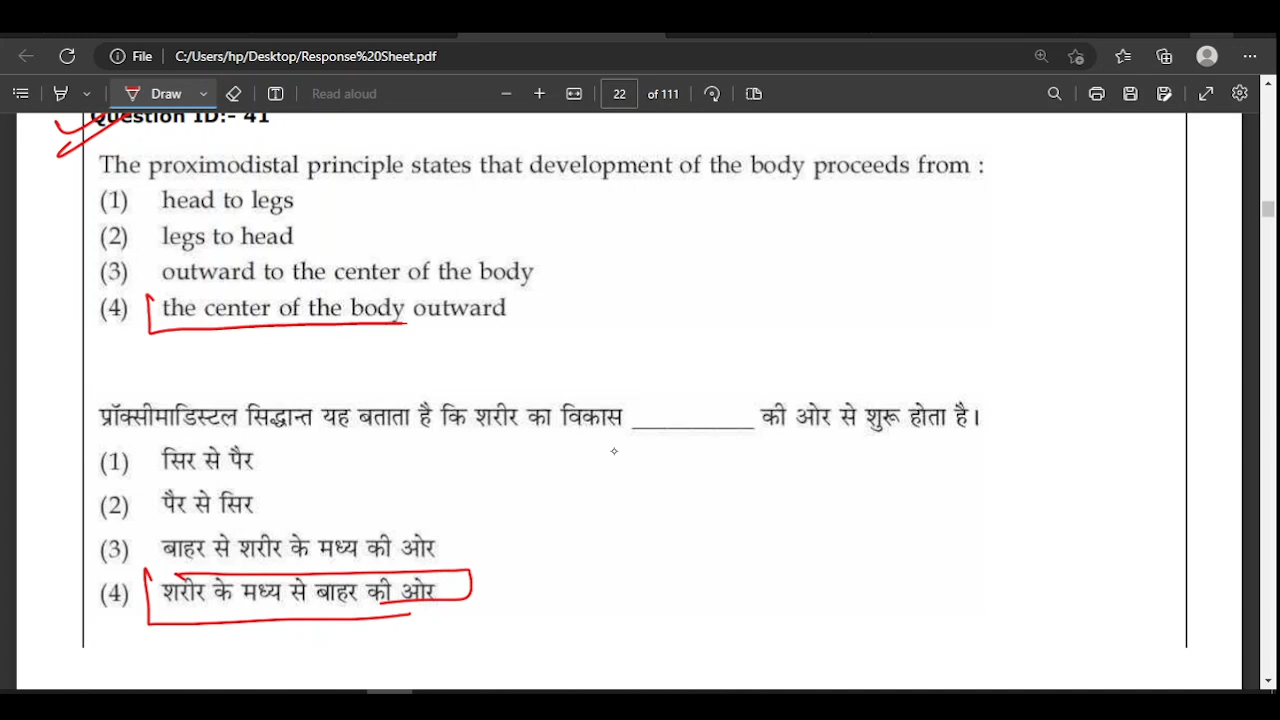 File C:/Users/hp/Desktop/Response%20Sheet.pdf
Draw Read aloud 22 of 111
Question ID:- 41
The proximodistal principle states that development of the body proceeds from :
(1) head to legs
(2) legs to head
(3) outward to the center of the body
(4) the center of the body outward
प्रॉक्सीमाडिस्टल सिद्धान्त यह बताता है कि शरीर का विकास __________ की ओर से शुरू होता है।
(1) सिर से पैर
(2) पैर से सिर
(3) बाहर से शरीर के मध्य की ओर
(4) शरीर के मध्य से बाहर की ओर